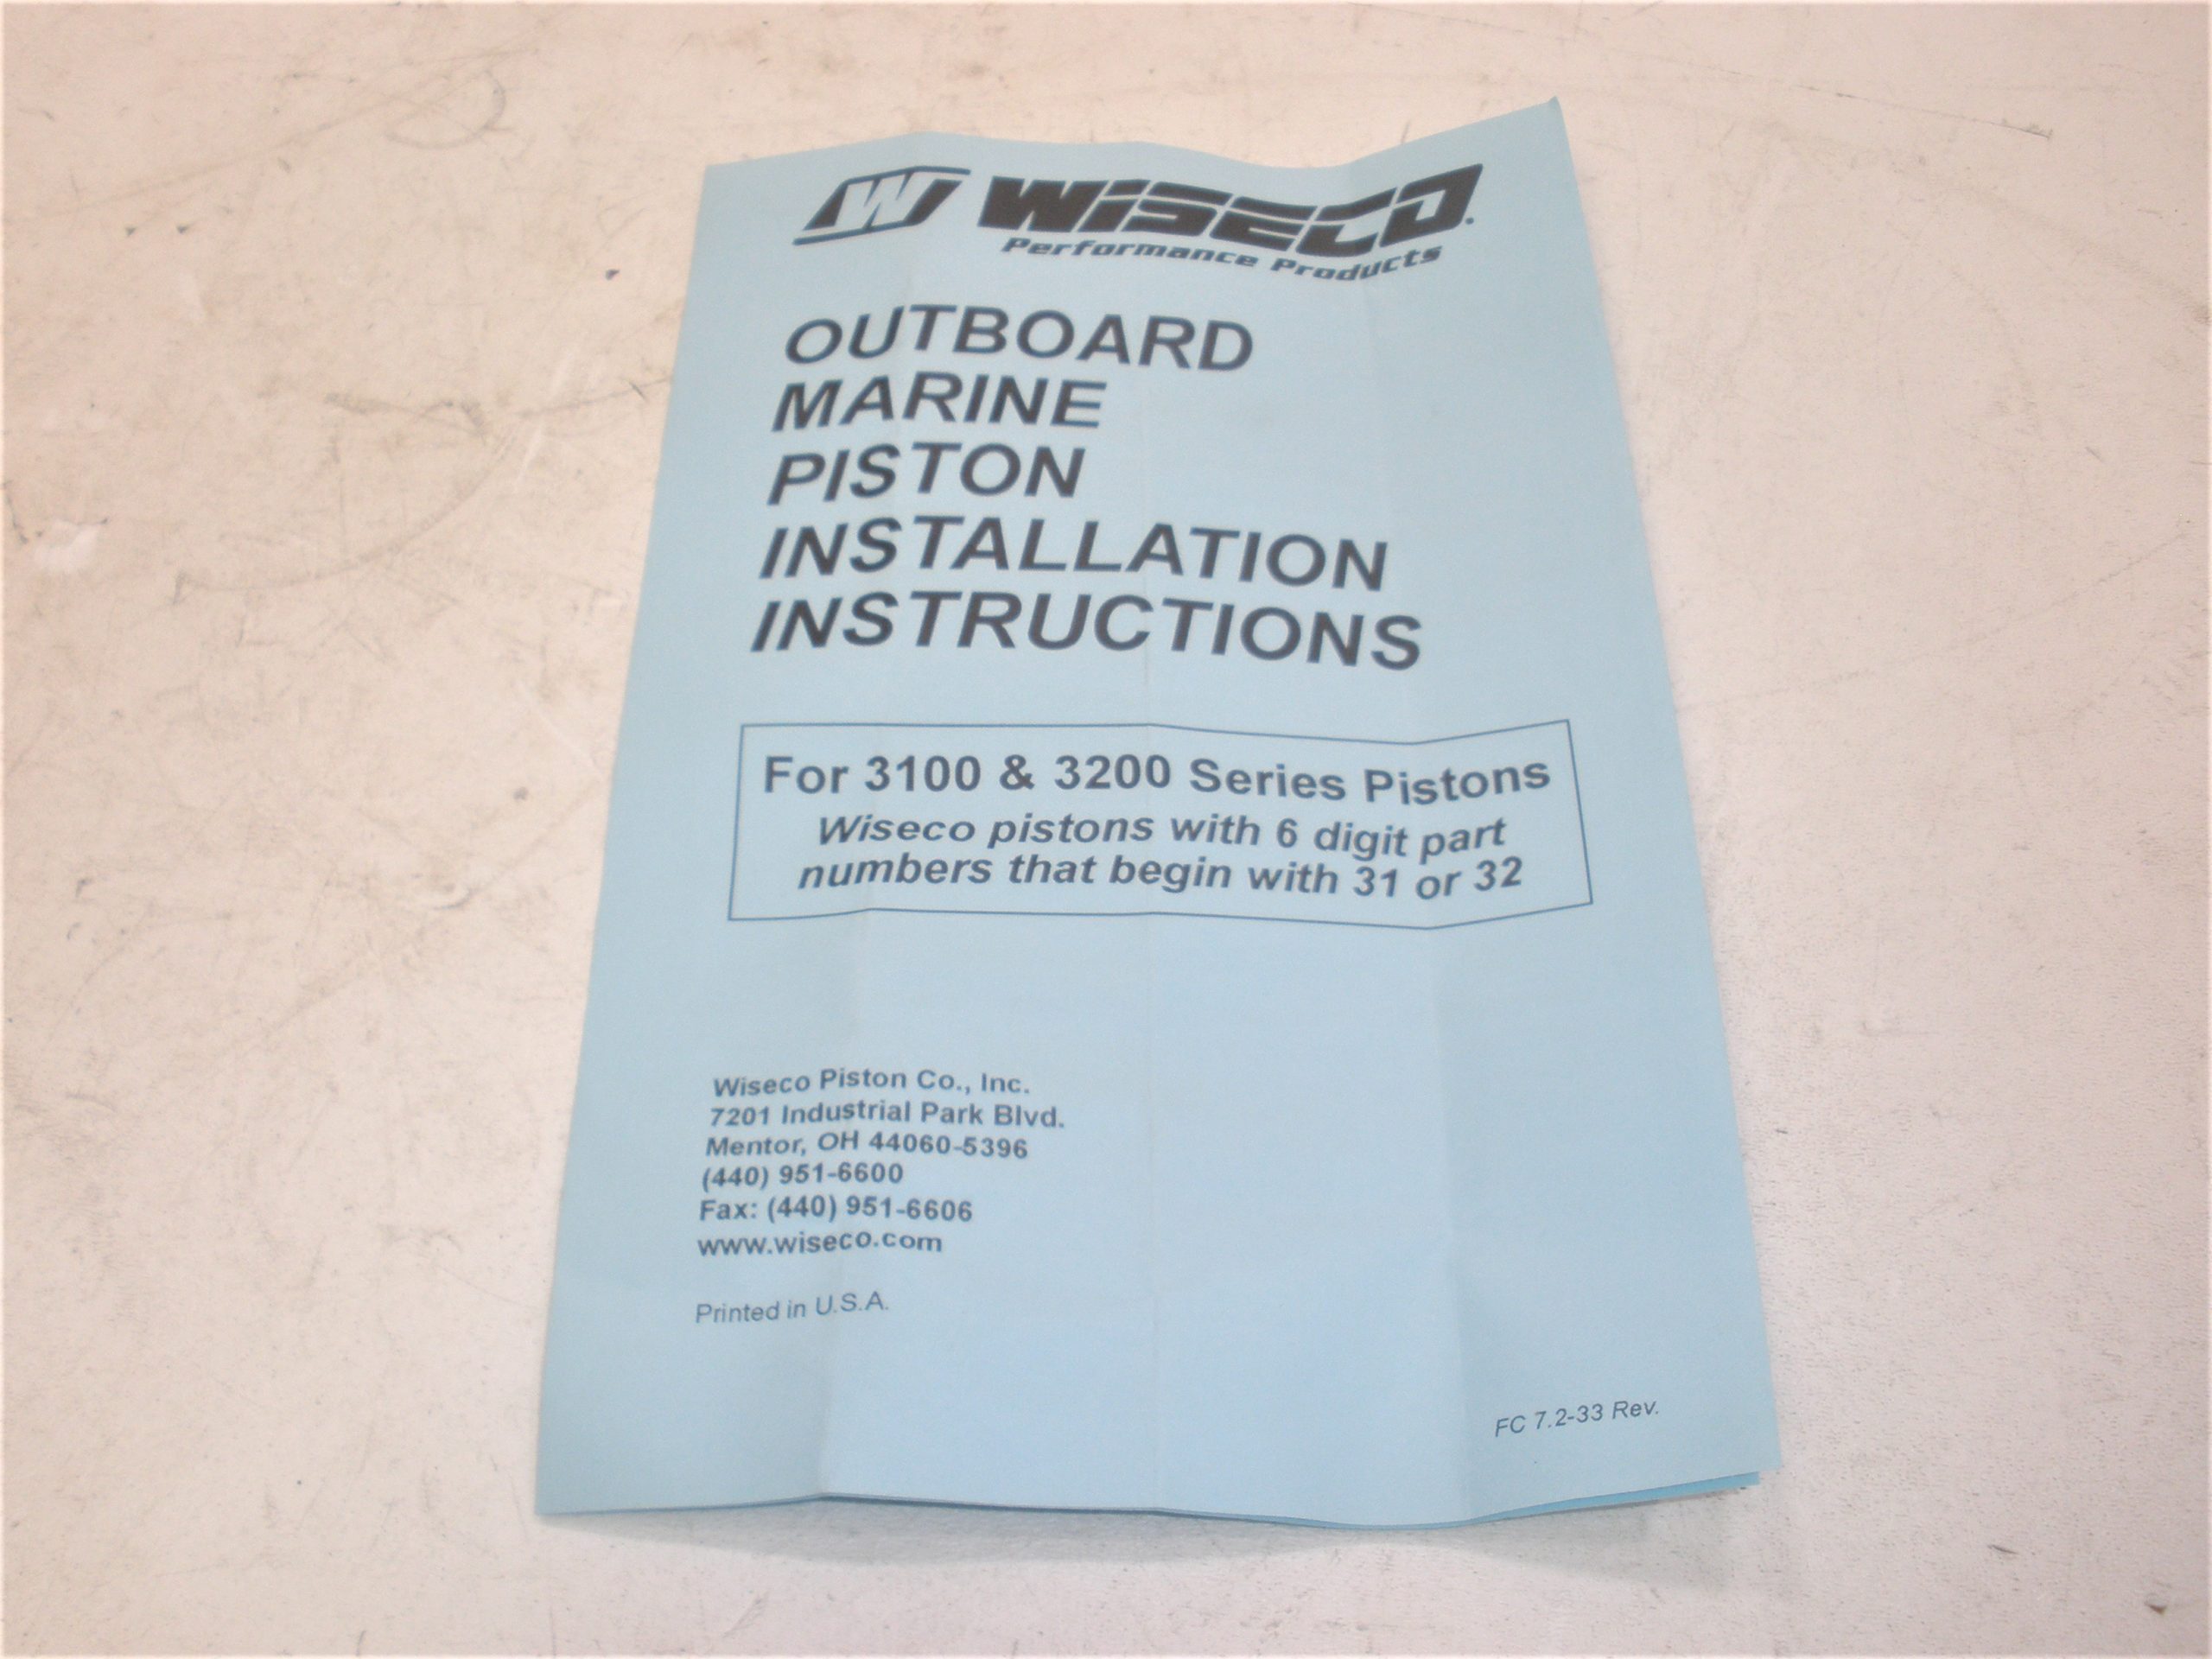 W WISECO
Performance Products
OUTBOARD
MARINE
PISTON
INSTALLATION
INSTRUCTIONS
For 3100 & 3200 Series Pistons
Wiseco pistons with 6 digit part
numbers that begin with 31 or 32
Wiseco Piston Co., Inc.
7201 Industrial Park Blvd.
Mentor, OH 44060-5396
(440) 951-6600
Fax: (440) 951-6606
www.wiseco.com
Printed in U.S.A.
FC 7.2-33 Rev.